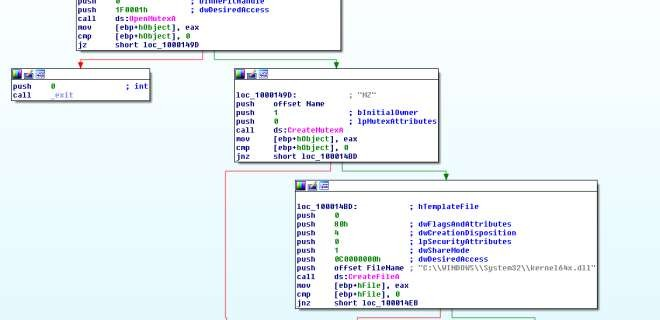 push 0 ; bInheritHandle
push 1F0001h ; dwDesiredAccess
call ds:OpenMutexA
mov [ebp+hObject], eax
cmp [ebp+hObject], 0
jz short loc_1000149D
push 0 ; int
call _exit
loc_1000149D: ; "MZ"
push offset Name
push 1 ; bInitialOwner
push 0 ; lpMutexAttributes
call ds:CreateMutexA
mov [ebp+hObject], eax
cmp [ebp+hObject], 0
jnz short loc_100014BD
loc_100014BD: ; hTemplateFile
push 0
push 80h ; dwFlagsAndAttributes
push 4 ; dwCreationDisposition
push 0 ; lpSecurityAttributes
push 1 ; dwShareMode
push 0C0000000h ; dwDesiredAccess
push offset FileName ; "C:\\WINDOWS\\System32\\kernel64x.dll"
call ds:CreateFileA
mov [ebp+hFile], eax
cmp [ebp+hFile], 0
jnz short loc_100014EB